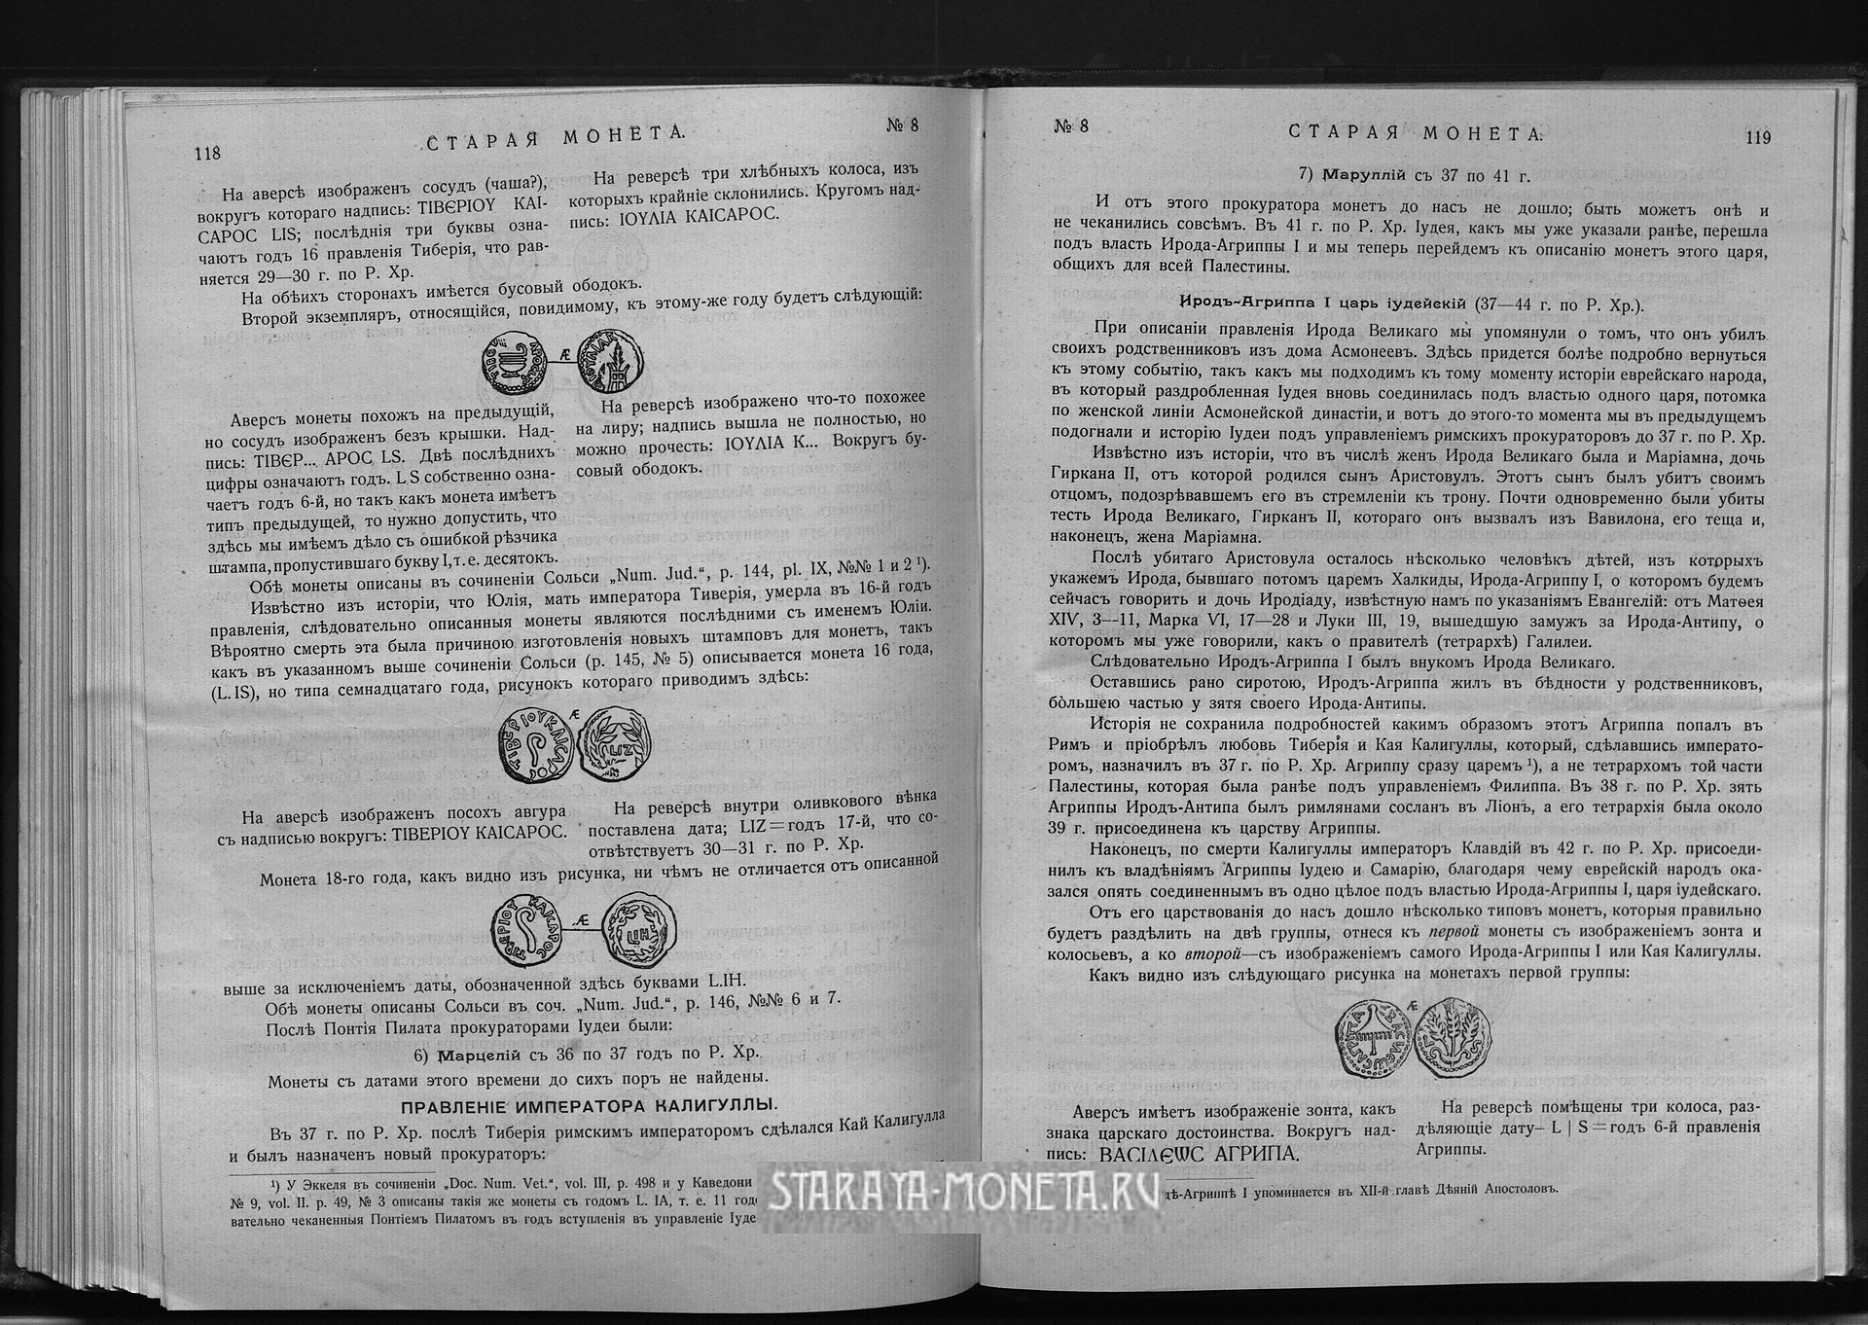 118
СТАРАЯ МОНЕТА.
№ 8
На аверсѣ изображенъ сосудъ (чаша?),
вокругъ котораго надпись: ΤΙΒЄΡΙΟΥ ΚΑΙ-
САРОС LIS; послѣднія три буквы озна-
чаютъ годъ 16 правленія Тиберія, что рав-
няется 29—30 г. по Р. Хр.
На реверсѣ три хлѣбныхъ колоса, изъ
которыхъ крайніе склонились. Кругомъ над-
пись: ΙΟΥΛΙΑ ΚΑΙCΑΡΟC.
На обѣихъ сторонахъ имѣется бусовый ободокъ.
Второй экземпляръ, относящійся, повидимому, къ этому-же году будетъ слѣдующій:
Æ
Аверсъ монеты похожъ на предыдущій,
но сосудъ изображенъ безъ крышки. Над-
пись: ΤΙΒЄΡ... ΑΡΟC LS. Двѣ послѣднихъ
цифры означаютъ годъ. L S собственно озна-
чаетъ годъ 6-й, но такъ какъ монета имѣетъ
типъ предыдущей, то нужно допустить, что
здѣсь мы имѣемъ дѣло съ ошибкой рѣзчика
штампа, пропустившаго букву I, т. е. десятокъ.
На реверсѣ изображено что-то похожее
на лиру; надпись вышла не полностью, но
можно прочесть: ΙΟΥΛΙΑ Κ... Вокругъ бу-
совый ободокъ.
Обѣ монеты описаны въ сочиненіи Сольси „Num. Jud.“, p. 144, pl. IX, №№ 1 и 2 ¹).
Извѣстно изъ исторіи, что Юлія, мать императора Тиверія, умерла въ 16-й годъ
правленія, слѣдовательно описанныя монеты являются послѣдними съ именемъ Юліи.
Вѣроятно смерть эта была причиною изготовленія новыхъ штамповъ для монетъ, такъ
какъ въ указанномъ выше сочиненіи Сольси (p. 145, № 5) описывается монета 16 года,
(L. IS), но типа семнадцатаго года, рисунокъ котораго приводимъ здѣсь:
ΤΙΒΕΡΙΟΥ ΚΑΙCΑΡΟC Æ LIZ
На аверсѣ изображенъ посохъ авгура
съ надписью вокругъ: ΤΙΒΕΡΙΟΥ ΚΑΙCΑΡΟC.
На реверсѣ внутри оливковаго вѣнка
поставлена дата; LIZ = годъ 17-й, что со-
отвѣтствуетъ 30—31 г. по Р. Хр.
Монета 18-го года, какъ видно изъ рисунка, ни чѣмъ не отличается отъ описанной
Æ LIH
выше за исключеніемъ даты, обозначенной здѣсь буквами L.IH.
Обѣ монеты описаны Сольси въ соч. „Num. Jud.“, p. 146, №№ 6 и 7.
Послѣ Понтія Пилата прокураторами Іудеи были:
6) Марцелій съ 36 по 37 годъ по Р. Хр.
Монеты съ датами этого времени до сихъ поръ не найдены.
ПРАВЛЕНІЕ ИМПЕРАТОРА КАЛИГУЛЛЫ.
Въ 37 г. по Р. Хр. послѣ Тиберія римскимъ императоромъ сдѣлался Кай Калигулла
и былъ назначенъ новый прокураторъ:
¹) У Эккеля въ сочиненіи „Doc. Num. Vet.“, vol. III, p. 498 и у Каведони
№ 9, vol. II. p. 49, № 3 описаны такія же монеты съ годомъ L. IA, т. е. 11 год
вательно чеканенныя Понтіемъ Пилатомъ въ годъ вступленія въ управленіе Іуде
№ 8
СТАРАЯ МОНЕТА.
119
7) Маруллій съ 37 по 41 г.
И отъ этого прокуратора монетъ до насъ не дошло; быть можетъ онѣ и
не чеканились совсѣмъ. Въ 41 г. по Р. Хр. Іудея, какъ мы уже указали ранѣе, перешла
подъ власть Ирода-Агриппы I и мы теперь перейдемъ къ описанію монетъ этого царя,
общихъ для всей Палестины.
Иродъ-Агриппа I царь іудейскій (37—44 г. по Р. Хр.).
При описаніи правленія Ирода Великаго мы упомянули о томъ, что онъ убилъ
своихъ родственниковъ изъ дома Асмонеевъ. Здѣсь придется болѣе подробно вернуться
къ этому событію, такъ какъ мы подходимъ къ тому моменту исторіи еврейскаго народа,
въ который раздробленная Іудея вновь соединилась подъ властью одного царя, потомка
по женской линіи Асмонейской династіи, и вотъ до этого-то момента мы въ предыдущемъ
подогнали и исторію Іудеи подъ управленіемъ римскихъ прокураторовъ до 37 г. по Р. Хр.
Извѣстно изъ исторіи, что въ числѣ женъ Ирода Великаго была и Маріамна, дочь
Гиркана II, отъ которой родился сынъ Аристовулъ. Этотъ сынъ былъ убитъ своимъ
отцомъ, подозрѣвавшемъ его въ стремленіи къ трону. Почти одновременно были убиты
тесть Ирода Великаго, Гирканъ II, котораго онъ вызвалъ изъ Вавилона, его теща и,
наконецъ, жена Маріамна.
Послѣ убитаго Аристовула осталось нѣсколько человѣкъ дѣтей, изъ которыхъ
укажемъ Ирода, бывшаго потомъ царемъ Халкиды, Ирода-Агриппу I, о которомъ будемъ
сейчасъ говорить и дочь Иродіаду, извѣстную намъ по указаніямъ Евангелій: отъ Матѳея
XIV, 3—11, Марка VI, 17—28 и Луки III, 19, вышедшую замужъ за Ирода-Антипу, о
которомъ мы уже говорили, какъ о правителѣ (тетрархѣ) Галилеи.
Слѣдовательно Иродъ-Агриппа I былъ внукомъ Ирода Великаго.
Оставшись рано сиротою, Иродъ-Агриппа жилъ въ бѣдности у родственниковъ,
большею частью у зятя своего Ирода-Антипы.
Исторія не сохранила подробностей какимъ образомъ этотъ Агриппа попалъ въ
Римъ и пріобрѣлъ любовь Тиберія и Кая Калигуллы, который, сдѣлавшись императо-
ромъ, назначилъ въ 37 г. по Р. Хр. Агриппу сразу царемъ ¹), а не тетрархомъ той части
Палестины, которая была ранѣе подъ управленіемъ Филиппа. Въ 38 г. по Р. Хр. зять
Агриппы Иродъ-Антипа былъ римлянами сосланъ въ Ліонъ, а его тетрархія была около
39 г. присоединена къ царству Агриппы.
Наконецъ, по смерти Калигуллы императоръ Клавдій въ 42 г. по Р. Хр. присоеди-
нилъ къ владѣніямъ Агриппы Іудею и Самарію, благодаря чему еврейскій народъ ока-
зался опять соединеннымъ въ одно цѣлое подъ властью Ирода-Агриппы I, царя іудейскаго.
Отъ его царствованія до насъ дошло нѣсколько типовъ монетъ, которыя правильно
будетъ раздѣлить на двѣ группы, отнеся къ первой монеты съ изображеніемъ зонта и
колосьевъ, а ко второй—съ изображеніемъ самого Ирода-Агриппы I или Кая Калигуллы.
Какъ видно изъ слѣдующаго рисунка на монетахъ первой группы:
Æ
Аверсъ имѣетъ изображеніе зонта, какъ
знака царскаго достоинства. Вокругъ над-
пись: ΒΑCΙΛЄѠC ΑΓΡΙΠΑ.
На реверсѣ помѣщены три колоса, раз-
дѣляющіе дату— L | S = годъ 6-й правленія
Агриппы.
дѣ-Агриппѣ I упоминается въ XII-й главѣ Дѣяній Апостоловъ.
STARAYA-MONETA.RU